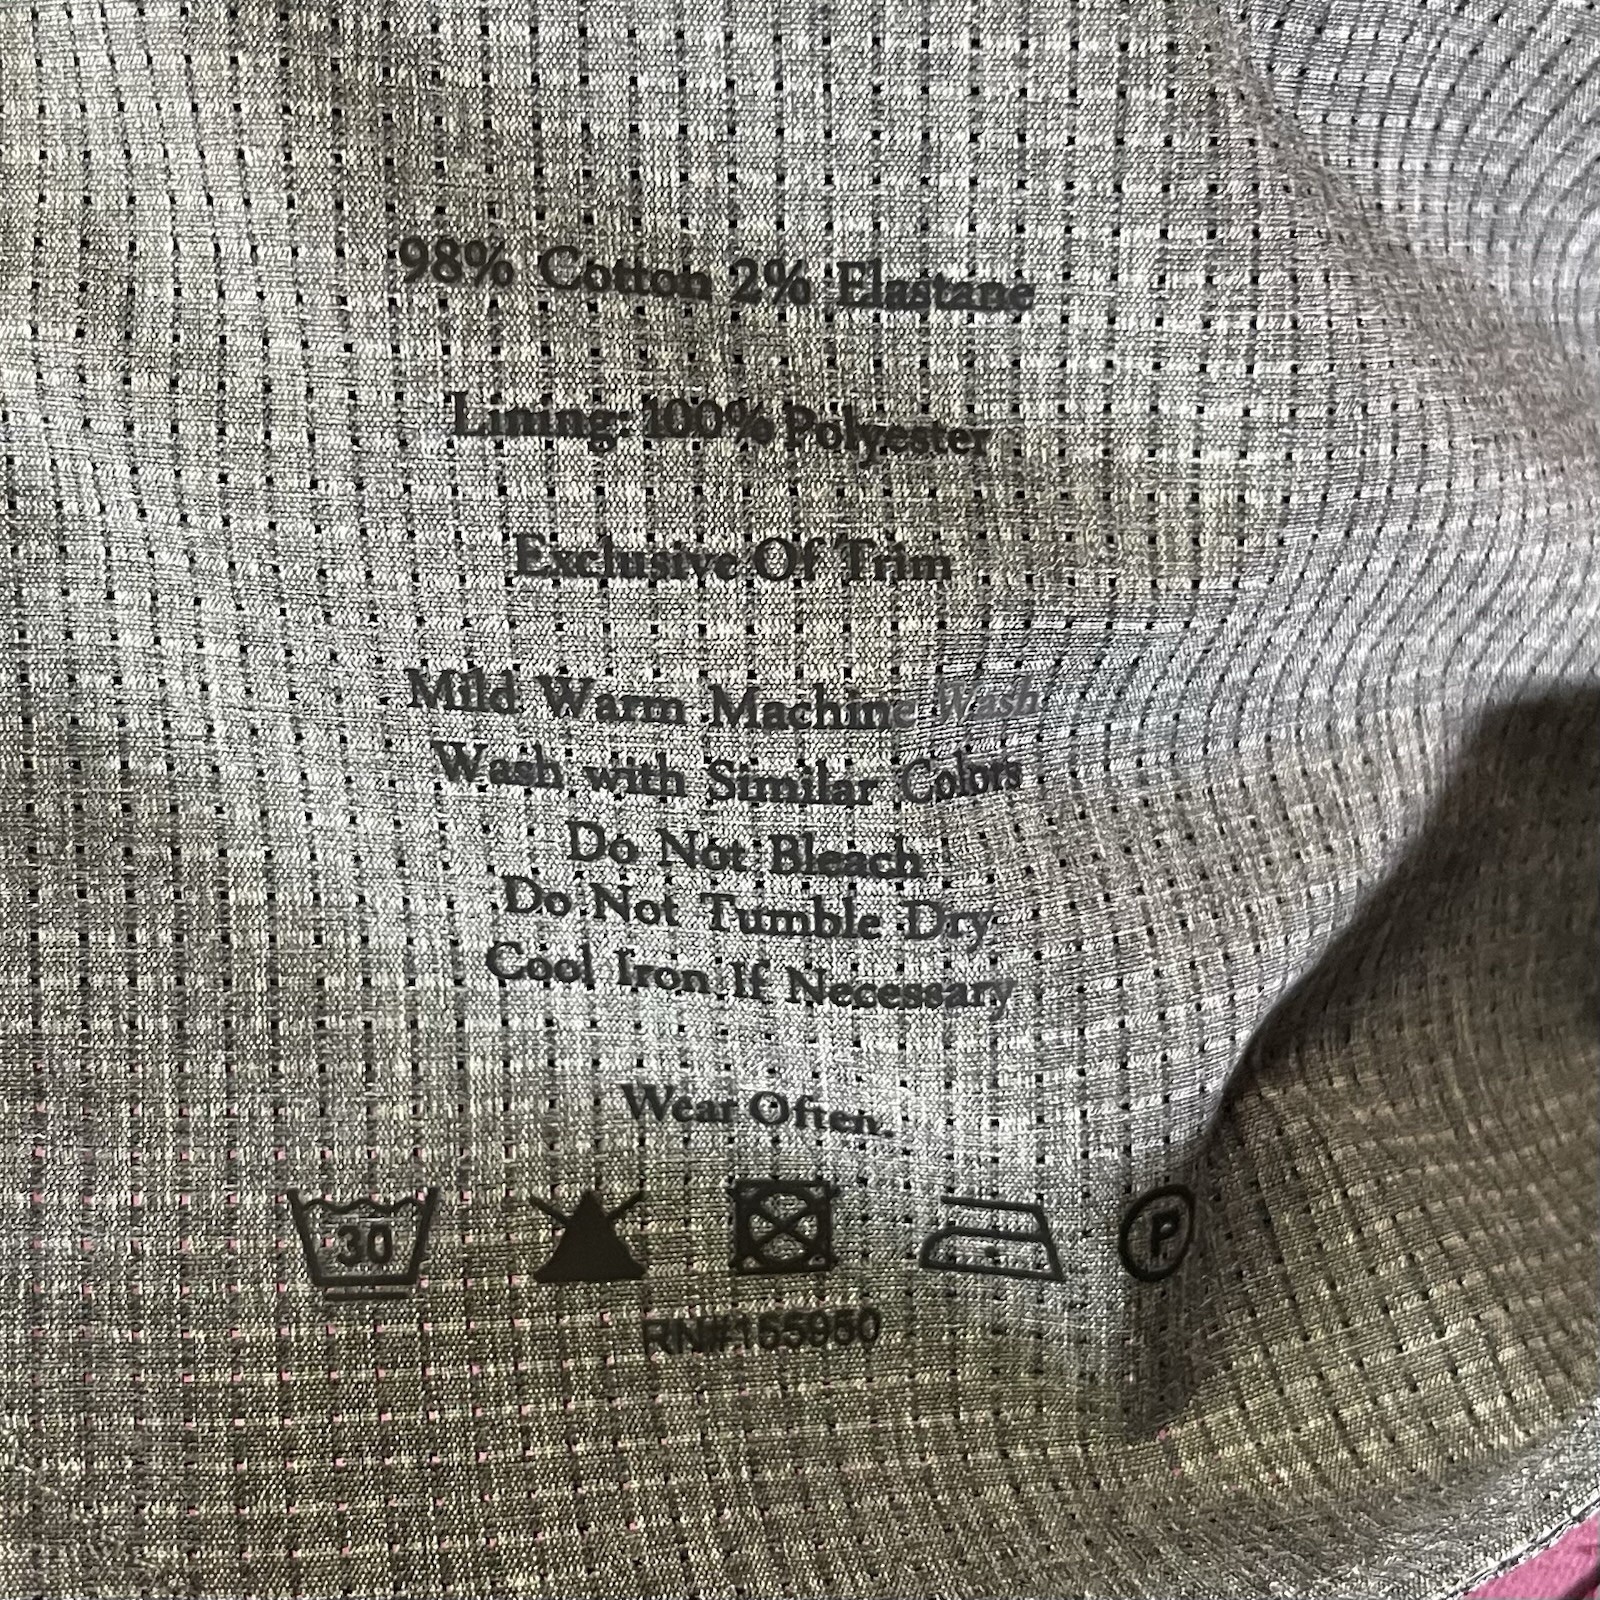 98% Cotton 2% Elastane
Lining: 100% Polyester
Exclusive Of Trim
Mild Warm Machine Wash
Wash with Similar Colors
Do Not Bleach
Do Not Tumble Dry
Cool Iron If Necessary
Wear Often.
30 P
RN#155950